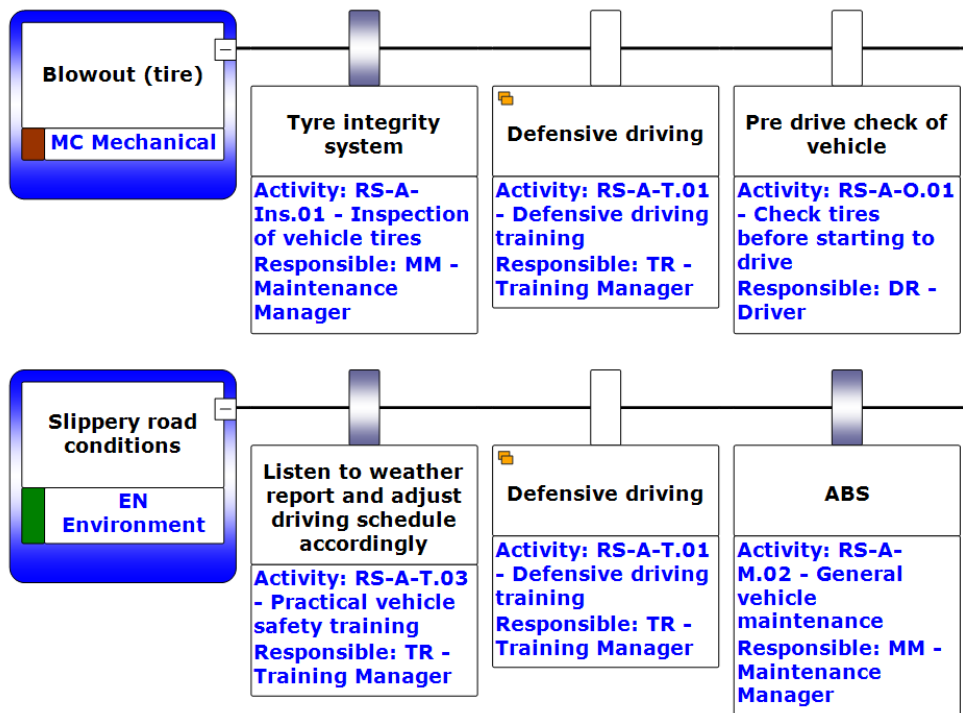 Blowout (tire)
MC Mechanical
Tyre integrity
system
Activity: RS-A-
Ins.01 - Inspection
of vehicle tires
Responsible: MM -
Maintenance
Manager
Defensive driving
Activity: RS-A-T.01
- Defensive driving
training
Responsible: TR -
Training Manager
Pre drive check of
vehicle
Activity: RS-A-O.01
- Check tires
before starting to
drive
Responsible: DR -
Driver
Slippery road
conditions
EN
Environment
Listen to weather
report and adjust
driving schedule
accordingly
Activity: RS-A-T.03
- Practical vehicle
safety training
Responsible: TR -
Training Manager
Defensive driving
Activity: RS-A-T.01
- Defensive driving
training
Responsible: TR -
Training Manager
ABS
Activity: RS-A-
M.02 - General
vehicle
maintenance
Responsible: MM -
Maintenance
Manager